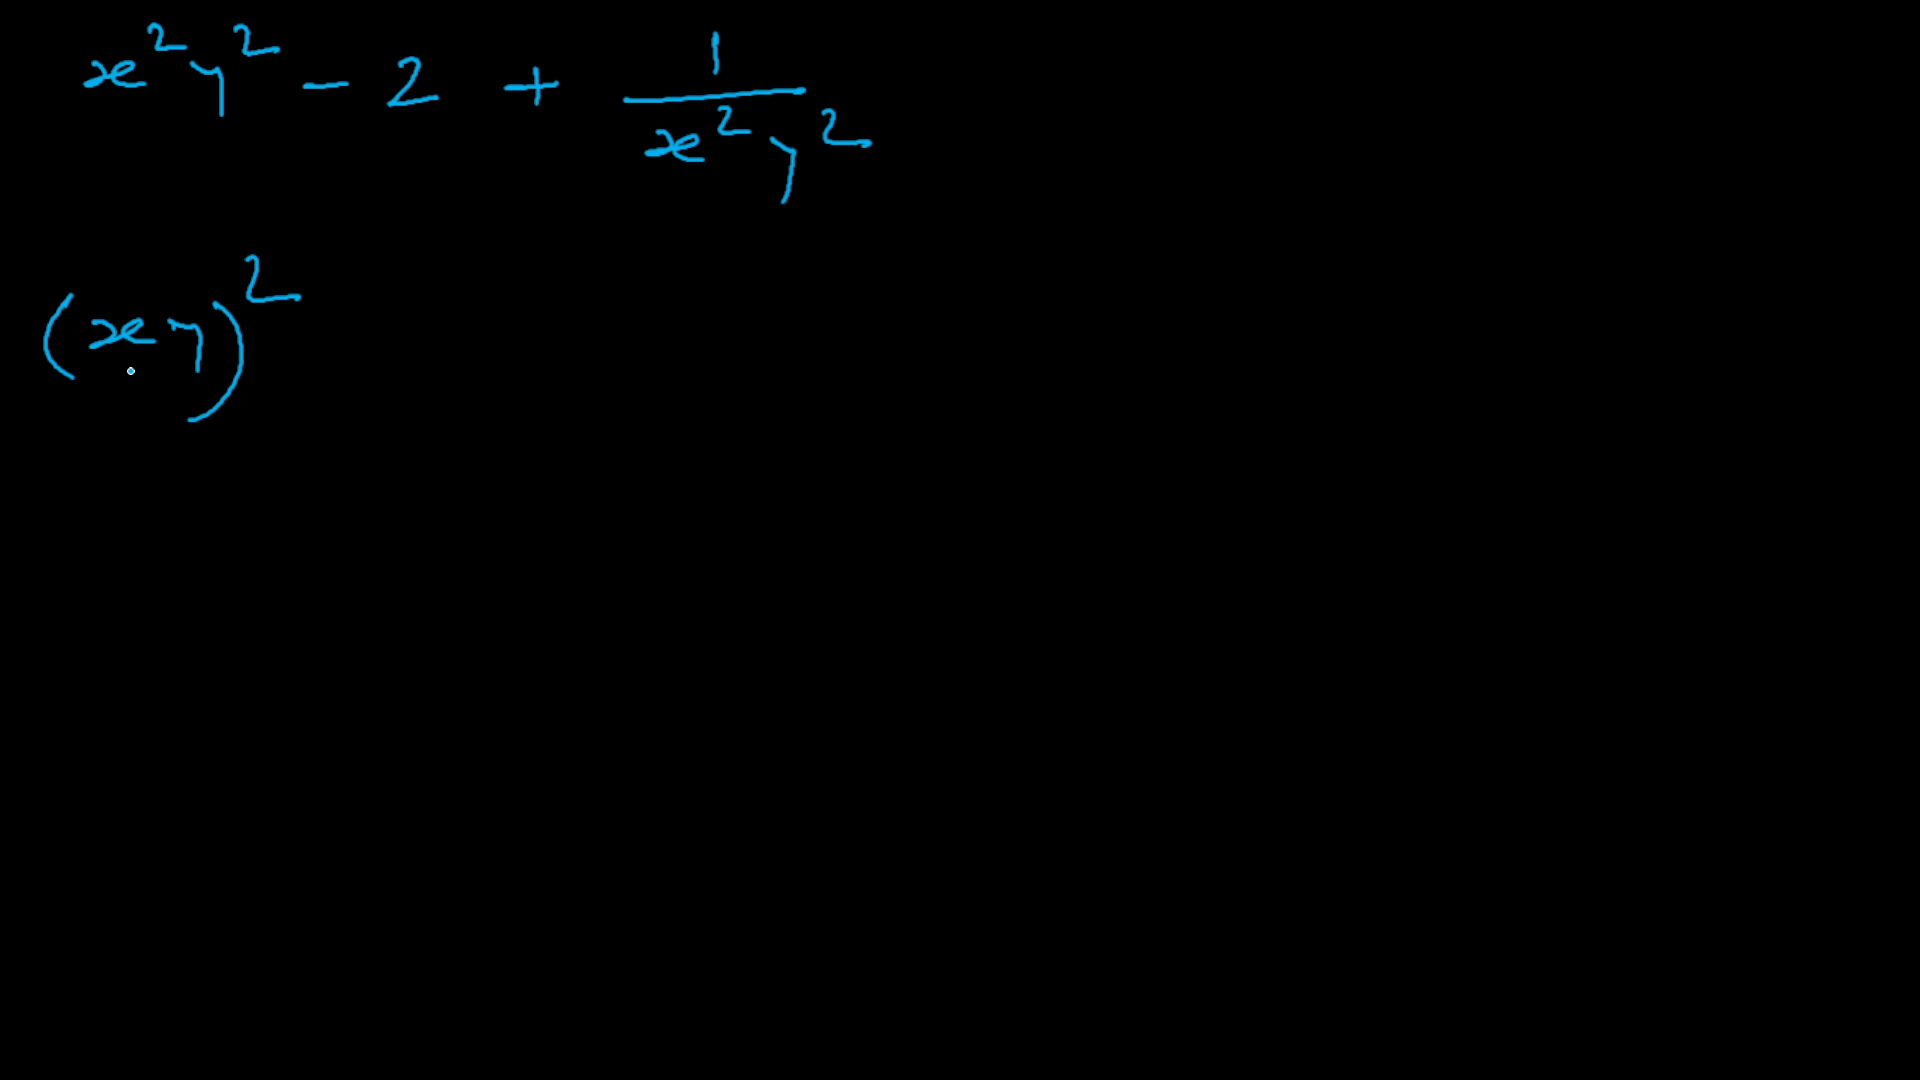 x²y² - 2 + 1/x²y²
(xy)²